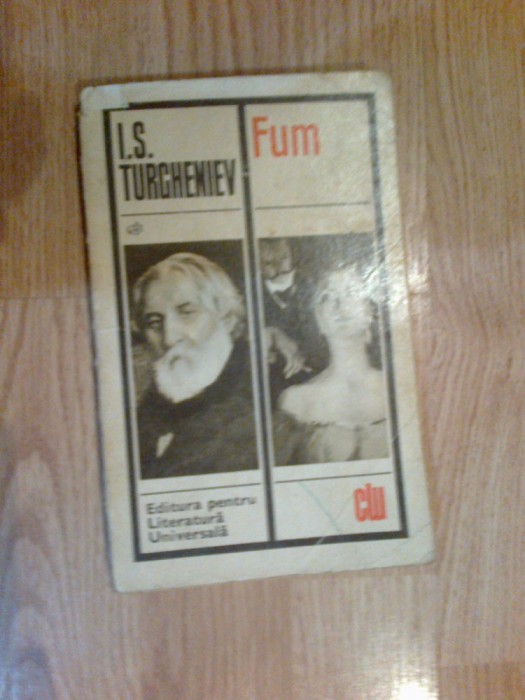 I.S.
TURGHENIEV
Fum
Editura pentru
Literatură
Universală
clu